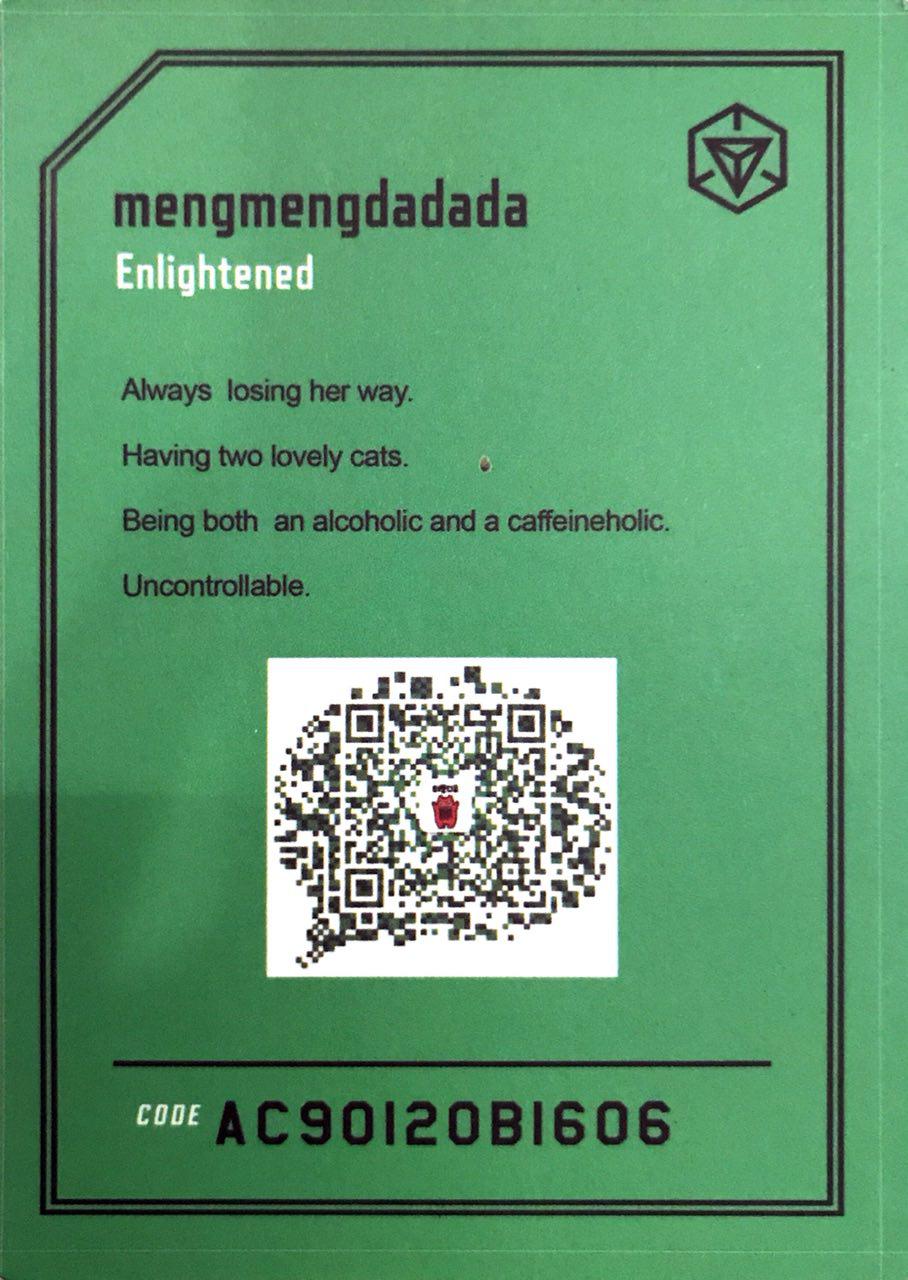 mengmengdadada
Enlightened
Always losing her way.
Having two lovely cats.
Being both an alcoholic and a caffeineholic.
Uncontrollable.
CODE AC90120B1606